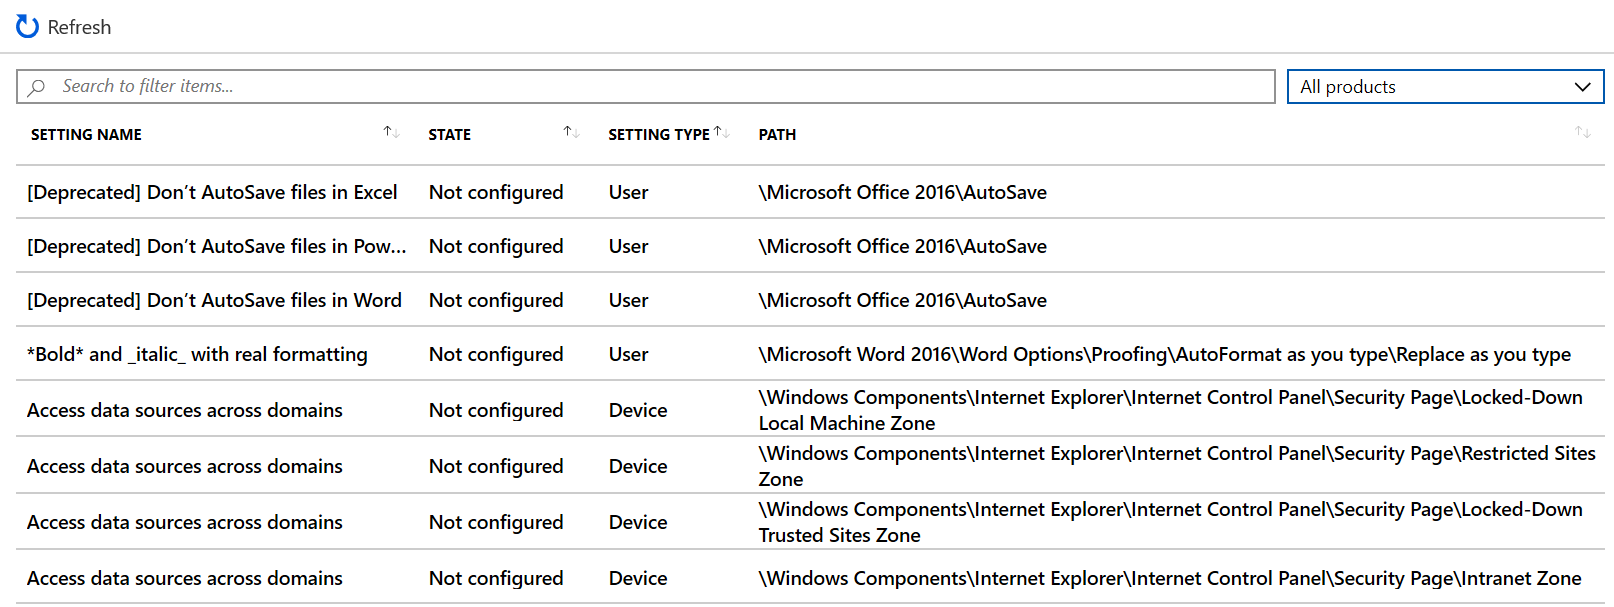 Refresh
Search to filter items...
All products
SETTING NAME STATE SETTING TYPE PATH
[Deprecated] Don’t AutoSave files in Excel Not configured User \Microsoft Office 2016\AutoSave
[Deprecated] Don’t AutoSave files in Pow... Not configured User \Microsoft Office 2016\AutoSave
[Deprecated] Don’t AutoSave files in Word Not configured User \Microsoft Office 2016\AutoSave
*Bold* and _italic_ with real formatting Not configured User \Microsoft Word 2016\Word Options\Proofing\AutoFormat as you type\Replace as you type
Access data sources across domains Not configured Device \Windows Components\Internet Explorer\Internet Control Panel\Security Page\Locked-Down
Local Machine Zone
Access data sources across domains Not configured Device \Windows Components\Internet Explorer\Internet Control Panel\Security Page\Restricted Sites
Zone
Access data sources across domains Not configured Device \Windows Components\Internet Explorer\Internet Control Panel\Security Page\Locked-Down
Trusted Sites Zone
Access data sources across domains Not configured Device \Windows Components\Internet Explorer\Internet Control Panel\Security Page\Intranet Zone